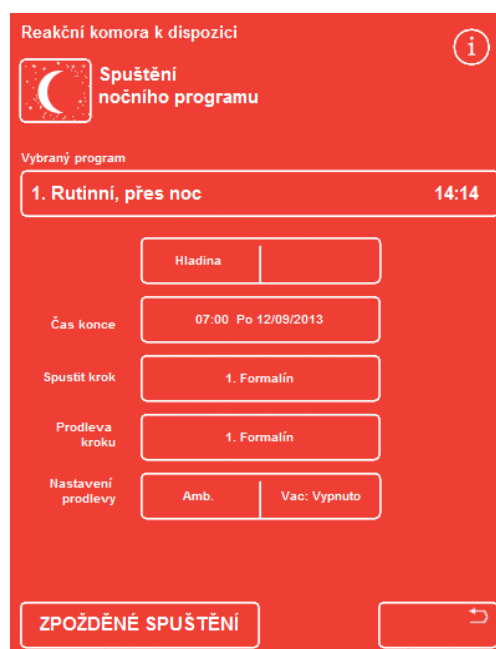 Reakční komora k dispozici
i
Spuštění
nočního programu
Vybraný program
1. Rutinní, přes noc 14:14
Hladina
Čas konce 07:00 Po 12/09/2013
Spustit krok 1. Formalín
Prodleva
kroku 1. Formalín
Nastavení
prodlevy Amb. Vac: Vypnuto
ZPOŽDĚNÉ SPUŠTĚNÍ